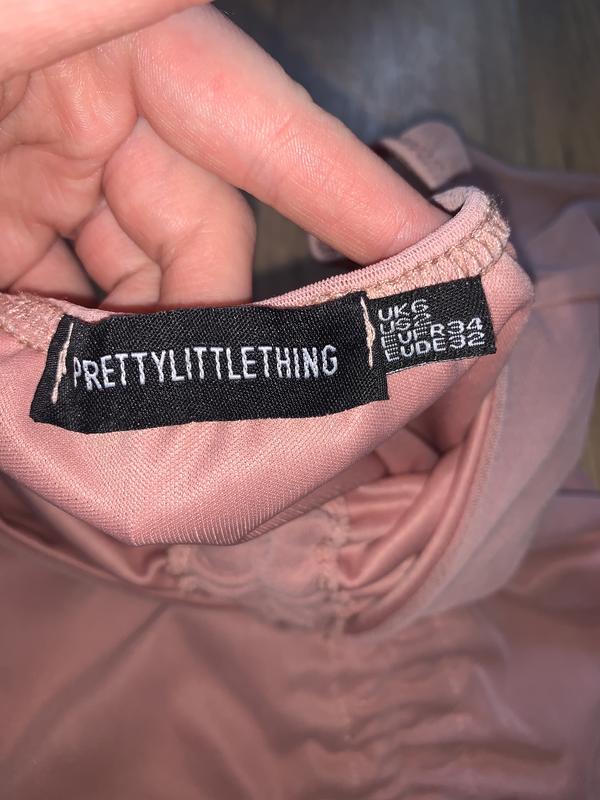 PRETTYLITTLETHING
UK6
US2
EUFR34
EUDE32